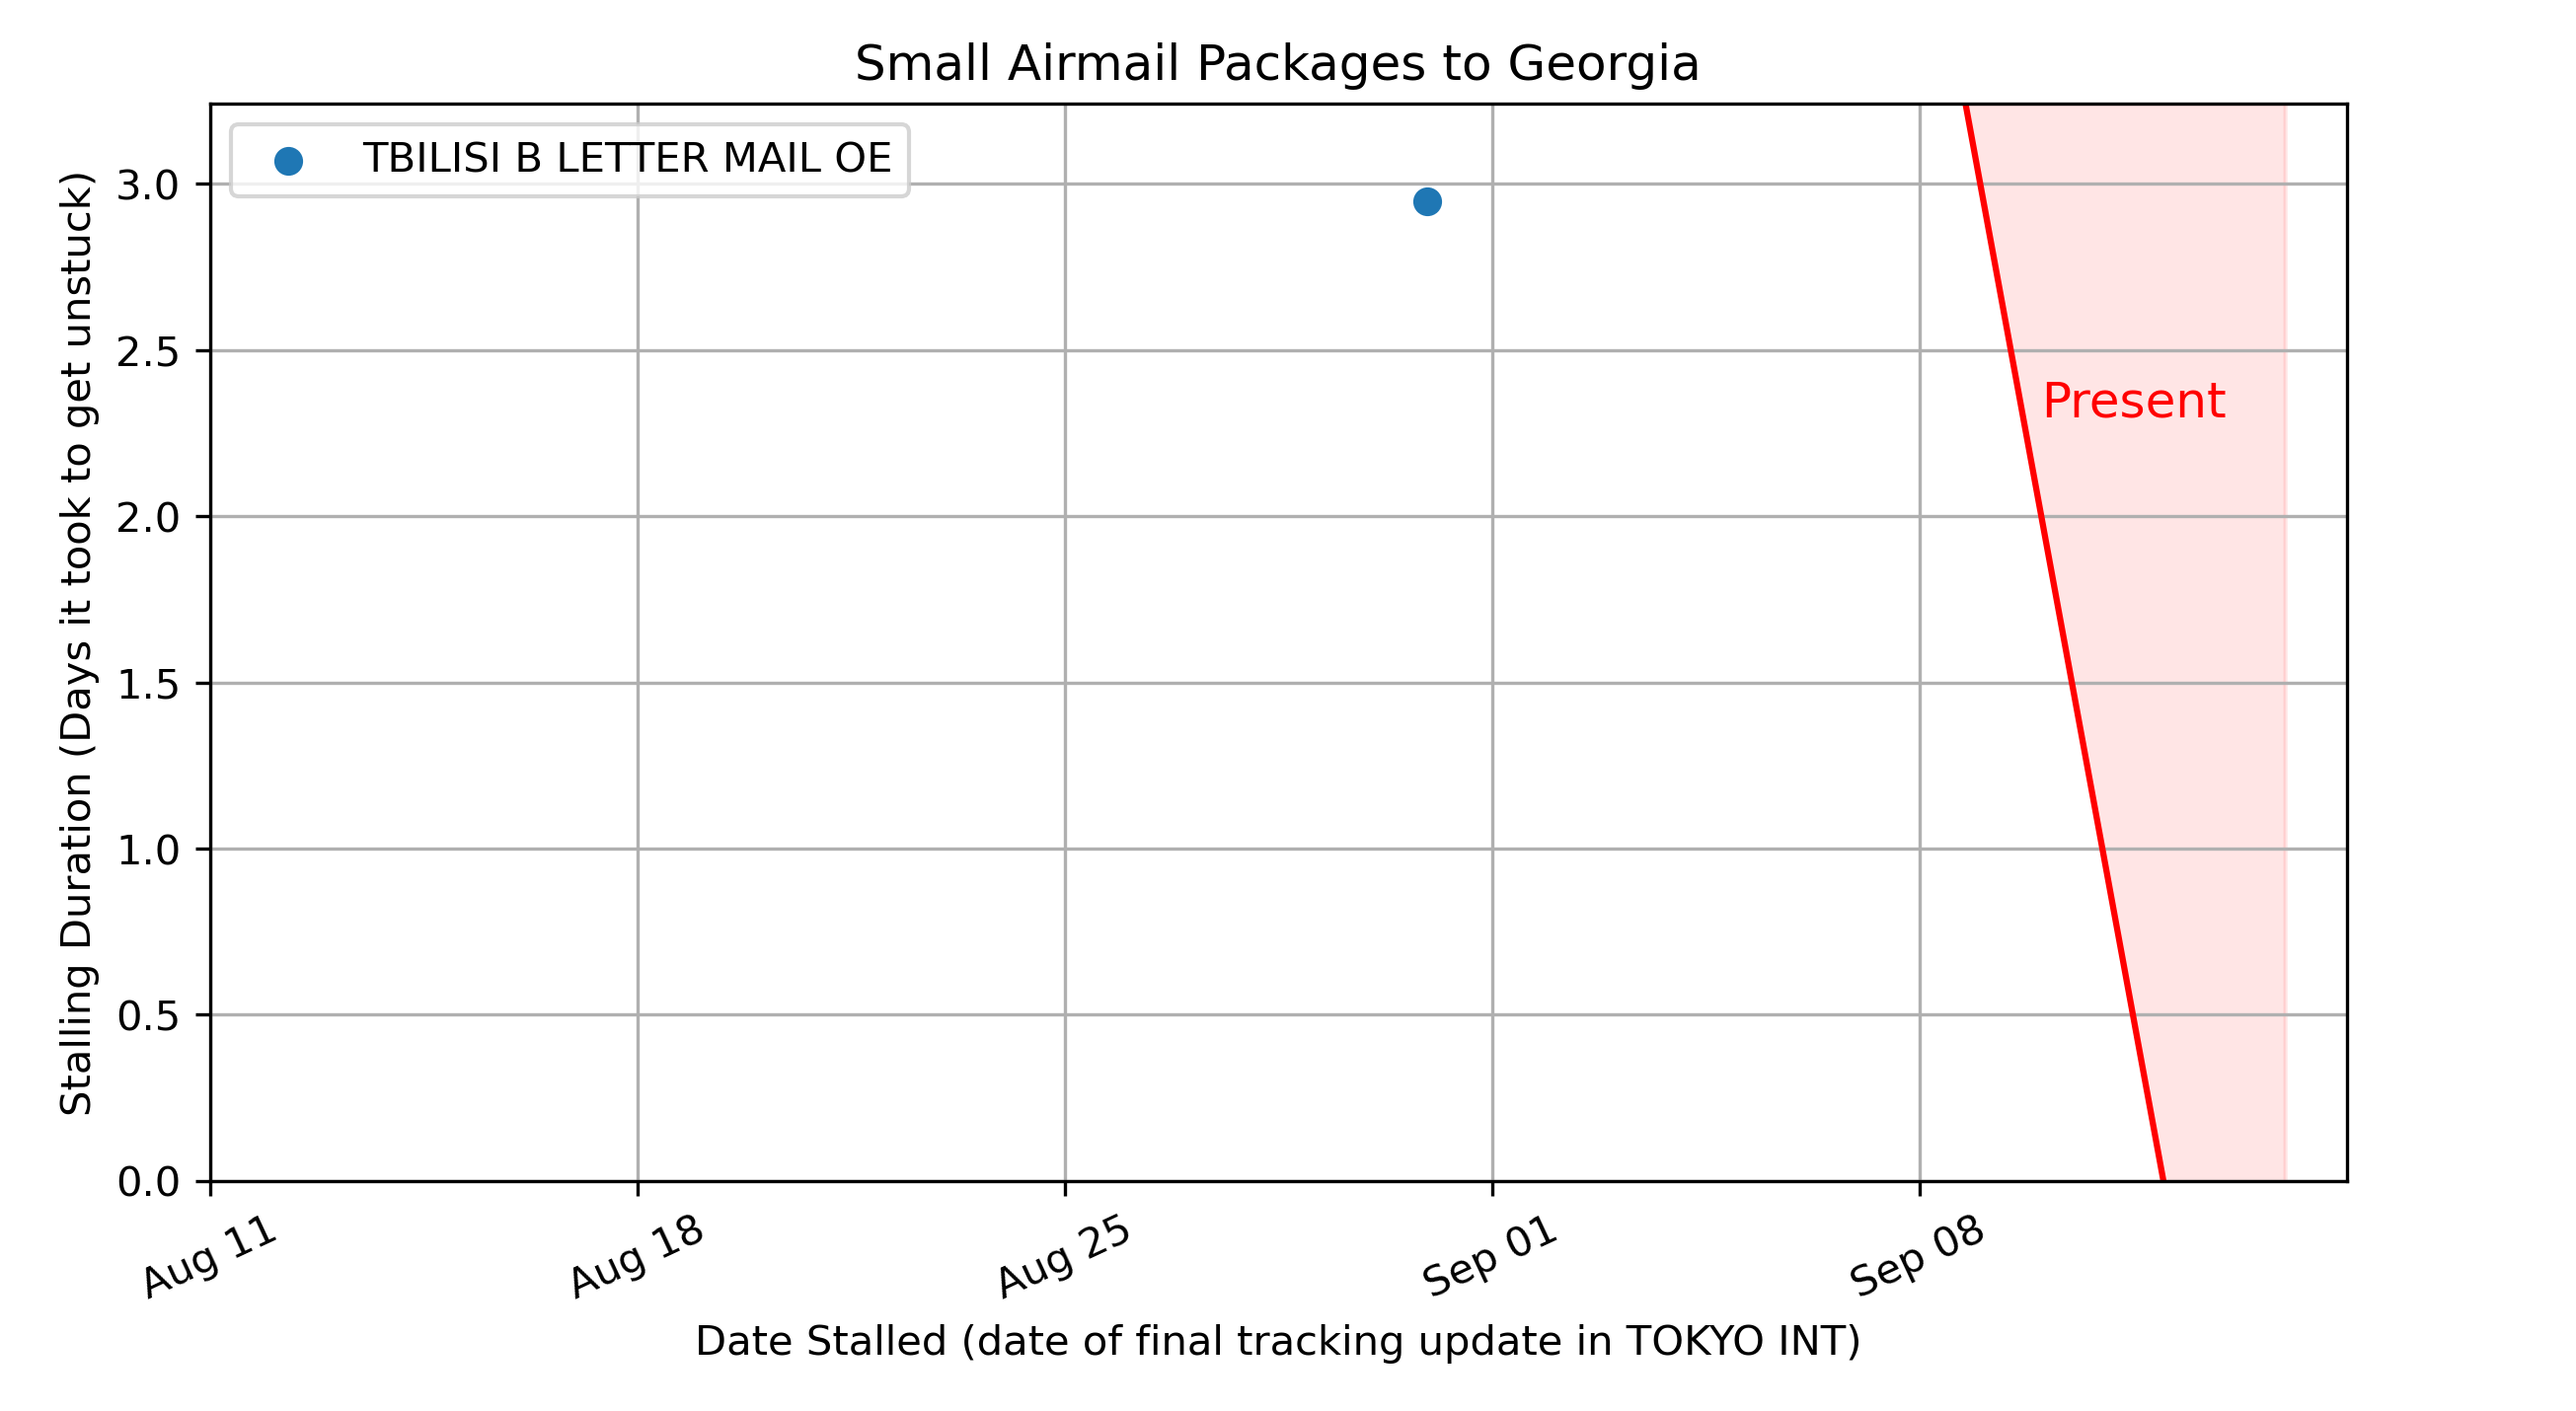 Small Airmail Packages to Georgia
TBILISI B LETTER MAIL OE
Present
Stalling Duration (Days it took to get unstuck)
3.0
2.5
2.0
1.5
1.0
0.5
0.0
Aug 11
Aug 18
Aug 25
Sep 01
Sep 08
Date Stalled (date of final tracking update in TOKYO INT)